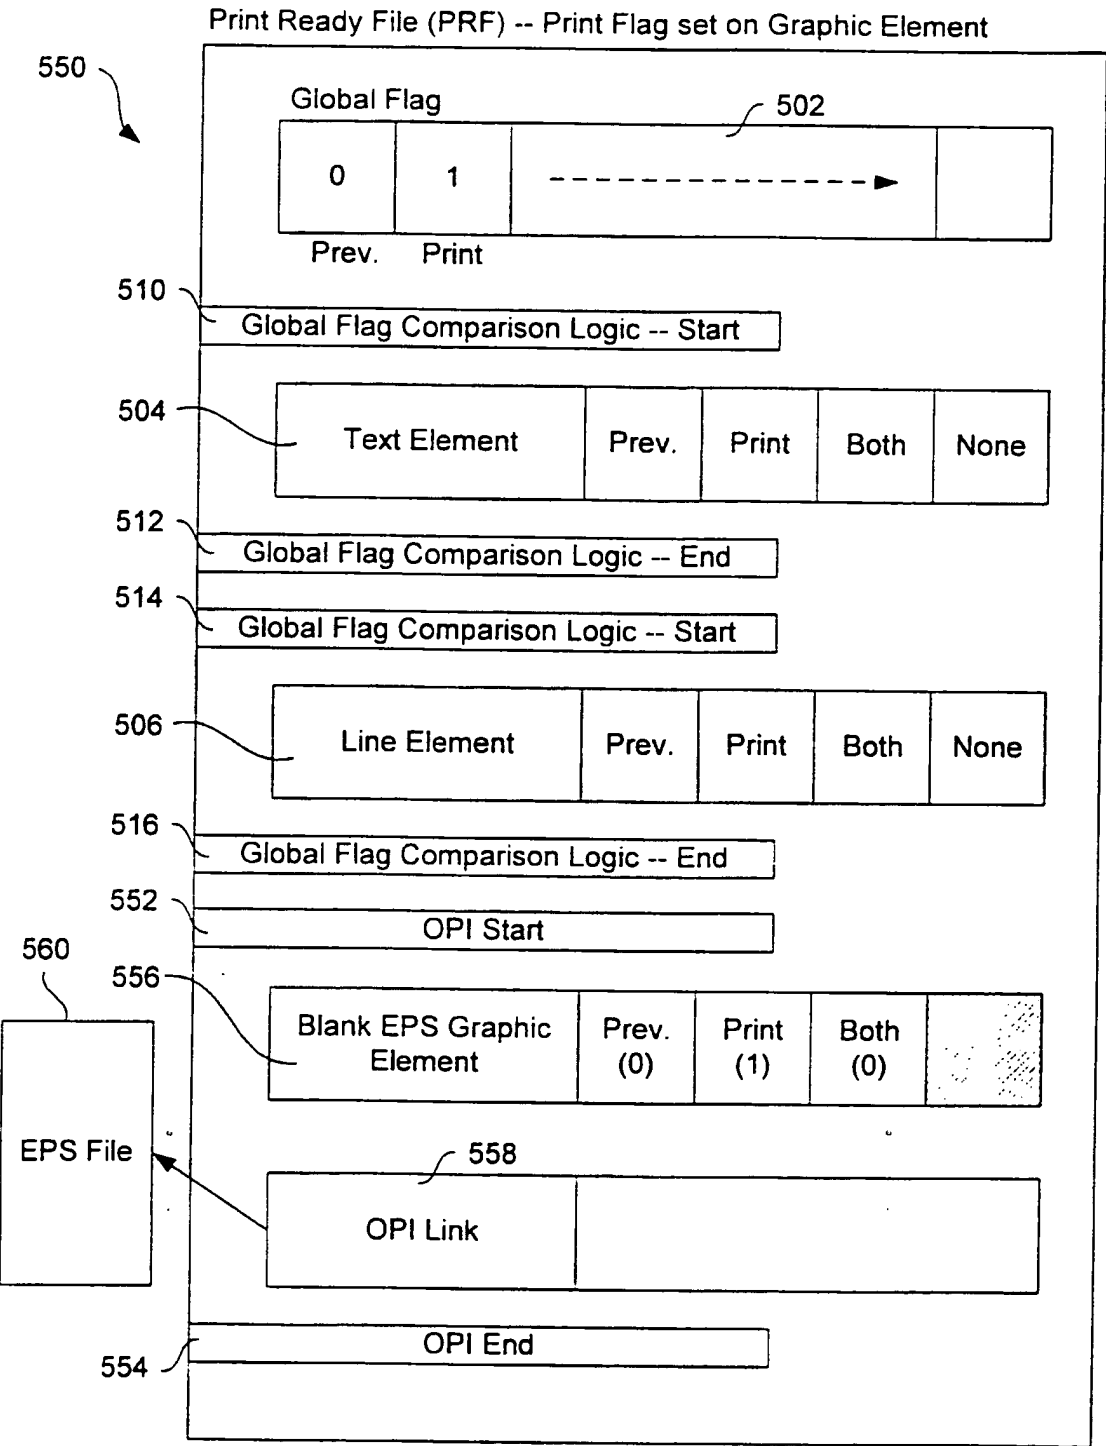 Print Ready File (PRF) -- Print Flag set on Graphic Element
550
Global Flag
502
0 1
Prev. Print
510
Global Flag Comparison Logic -- Start
504
Text Element Prev. Print Both None
512
Global Flag Comparison Logic -- End
514
Global Flag Comparison Logic -- Start
506
Line Element Prev. Print Both None
516
Global Flag Comparison Logic -- End
552
OPI Start
560
556
Blank EPS Graphic Prev. Print Both
Element (0) (1) (0)
EPS File
558
OPI Link
OPI End
554